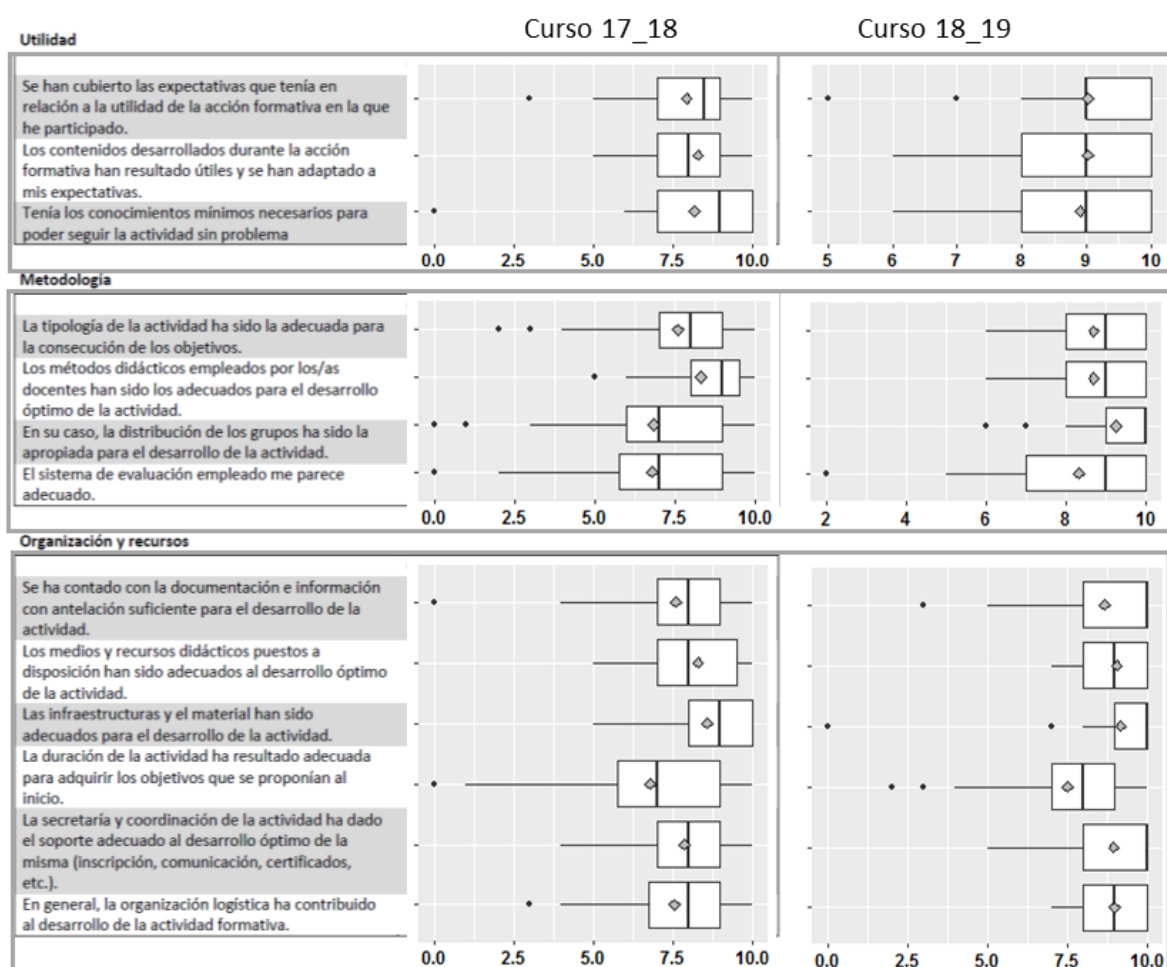 Curso 17_18
Curso 18_19
Utilidad
Se han cubierto las expectativas que tenía en
relación a la utilidad de la acción formativa en la que
he participado.
Los contenidos desarrollados durante la acción
formativa han resultado útiles y se han adaptado a
mis expectativas.
Tenía los conocimientos mínimos necesarios para
poder seguir la actividad sin problema
0.0 2.5 5.0 7.5 10.0
5 6 7 8 9 10
Metodología
La tipología de la actividad ha sido la adecuada para
la consecución de los objetivos.
Los métodos didácticos empleados por los/as
docentes han sido los adecuados para el desarrollo
óptimo de la actividad.
En su caso, la distribución de los grupos ha sido la
apropiada para el desarrollo de la actividad.
El sistema de evaluación empleado me parece
adecuado.
0.0 2.5 5.0 7.5 10.0
2 4 6 8 10
Organización y recursos
Se ha contado con la documentación e información
con antelación suficiente para el desarrollo de la
actividad.
Los medios y recursos didácticos puestos a
disposición han sido adecuados al desarrollo óptimo
de la actividad.
Las infraestructuras y el material han sido
adecuados para el desarrollo de la actividad.
La duración de la actividad ha resultado adecuada
para adquirir los objetivos que se proponían al
inicio.
La secretaría y coordinación de la actividad ha dado
el soporte adecuado al desarrollo óptimo de la
misma (inscripción, comunicación, certificados,
etc.).
En general, la organización logística ha contribuido
al desarrollo de la actividad formativa.
0.0 2.5 5.0 7.5 10.0
0.0 2.5 5.0 7.5 10.0